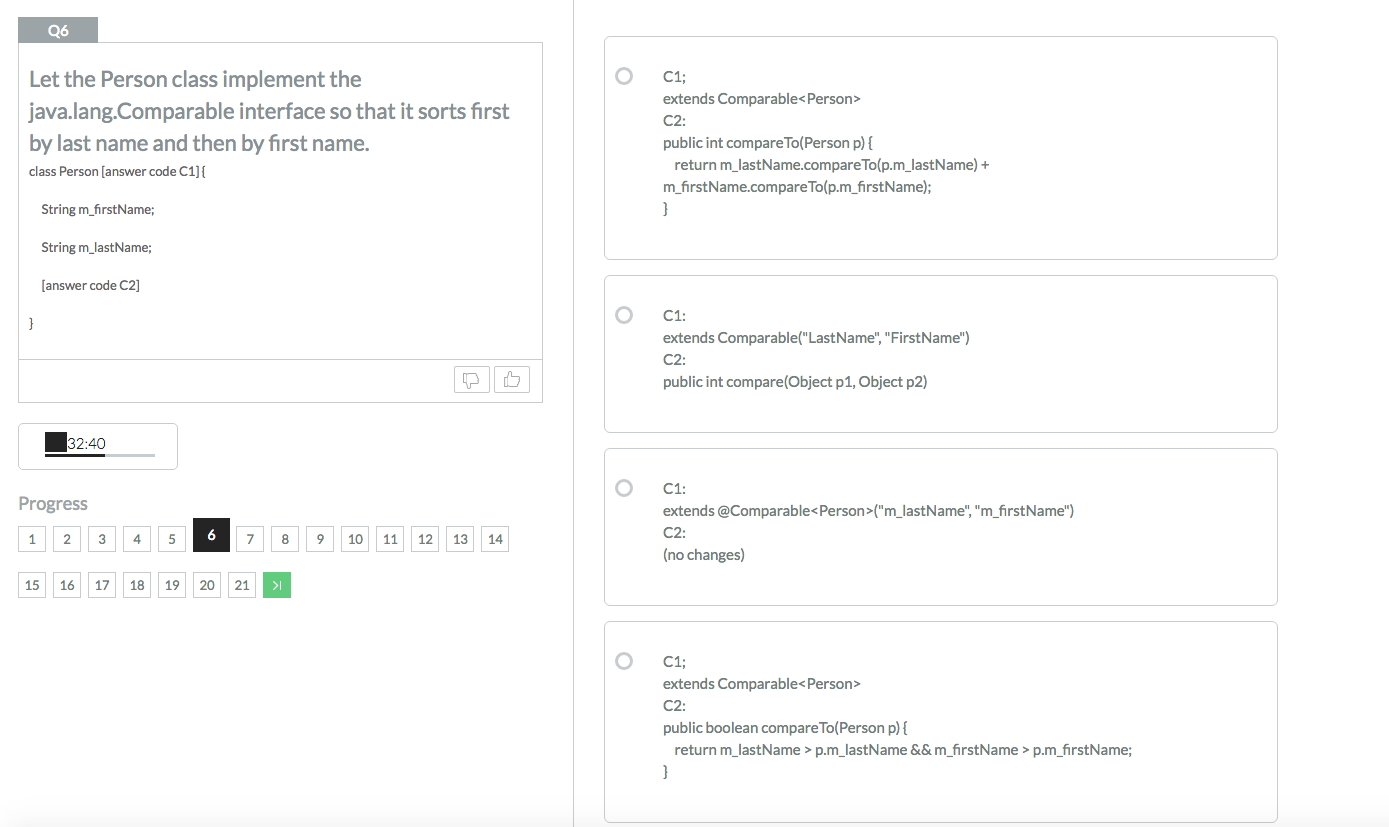 Q6
Let the Person class implement the
java.lang.Comparable interface so that it sorts first
by last name and then by first name.
class Person [answer code C1] {
String m_firstName;
String m_lastName;
[answer code C2]
}
32:40
Progress
1 2 3 4 5 6 7 8 9 10 11 12 13 14
15 16 17 18 19 20 21
C1;
extends Comparable<Person>
C2:
public int compareTo(Person p) {
return m_lastName.compareTo(p.m_lastName) +
m_firstName.compareTo(p.m_firstName);
}
C1:
extends Comparable("LastName", "FirstName")
C2:
public int compare(Object p1, Object p2)
C1:
extends @Comparable<Person>("m_lastName", "m_firstName")
C2:
(no changes)
C1;
extends Comparable<Person>
C2:
public boolean compareTo(Person p) {
return m_lastName > p.m_lastName && m_firstName > p.m_firstName;
}